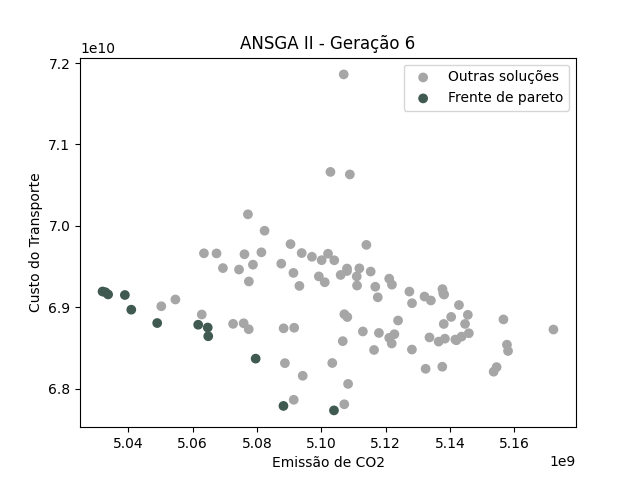 ANSGA II - Geração 6
1e10
7.2
7.1
7.0
6.9
6.8
Custo do Transporte
Outras soluções
Frente de pareto
5.04
5.06
5.08
5.10
5.12
5.14
5.16
1e9
Emissão de CO2